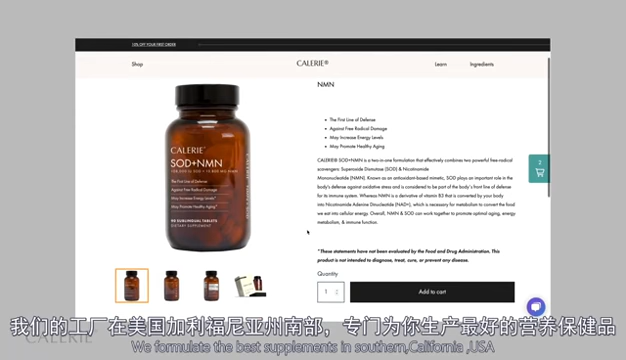 10% OFF YOUR FIRST ORDER
Shop
CALERIE®
Learn
Ingredients
NMN
The First Line of Defense
Against Free Radical Damage
May Increase Energy Levels
May Promote Healthy Aging
CALERIE® SOD+NMN is a two-in-one formulation that effectively combines two powerful free-radical
scavengers: Superoxide Dismutase (SOD) & Nicotinamide
Mononucleotide (NMN). Known as an antioxidant-based mimetic, SOD plays an important role in
the body's defense against oxidative stress and is considered to be part of the body's front line of
defense for its immune system. Whereas NMN is a derivative of vitamin B3 that is converted by your body
into Nicotinamide Adenine Dinucleotide (NAD+), which is necessary for metabolism to convert the food
we eat into cellular energy. Overall, NMN & SOD can work together to promote optimal aging, energy
metabolism, & immune function.
*These statements have not been evaluated by the Food and Drug Administration. This
product is not intended to diagnose, treat, cure, or prevent any disease.
Quantity
1
Add to cart
2
CALERIE
SOD+NMN
The First Line of Defense
Against Free Radical Damage
May Increase Energy Levels
May Promote Healthy Aging
90 SUBLINGUAL TABLETS
DIETARY SUPPLEMENT
我们的工厂在美国加利福尼亚州南部，专门为你生产最好的营养保健品
CALERIE
We formulate the best supplements in southern,California ,USA